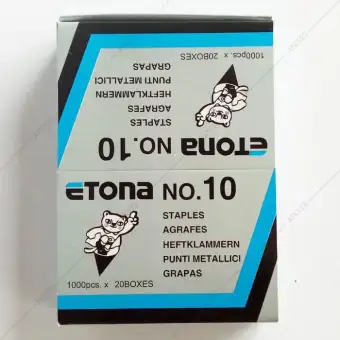 1000pcs. x 20BOXES
GRAPAS
PUNTI METALLICI
HEFTKLAMMERN
AGRAFES
STAPLES
ETONA NO.10
ETONA NO.10
STAPLES
AGRAFES
HEFTKLAMMERN
PUNTI METALLICI
GRAPAS
1000pcs. x 20BOXES